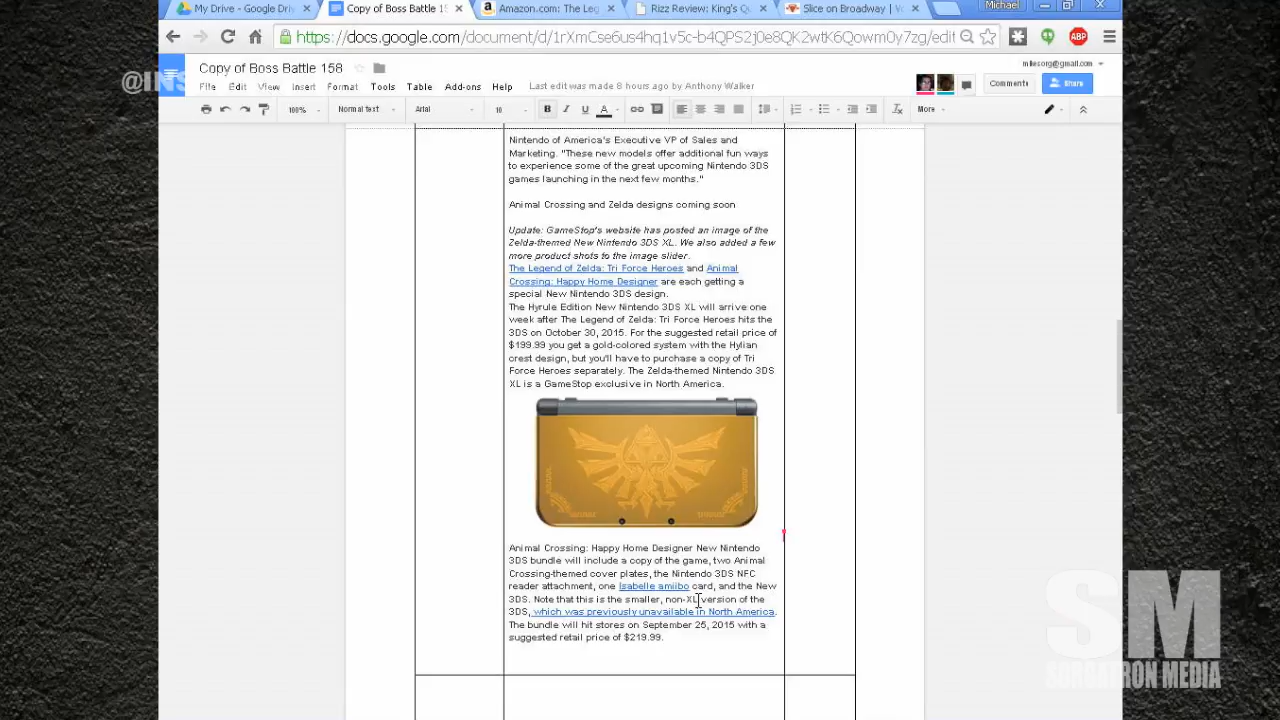 My Drive - Google Driv
Copy of Boss Battle 158
Amazon.com: The Leg
Rizz Review: King's Qu
Slice on Broadway | Vo
Michael
https://docs.google.com/document/d/1rXmCse6us4hq1v5c-b4QPS2j0e8QK2wtK6Qowm0y7zg/edit
ABP
@INS
Copy of Boss Battle 158
milesorg@gmail.com
File Edit View Insert Format Tools Table Add-ons Help
Last edit was made 8 hours ago by Anthony Walker
Comments
Share
100%
Normal text
Arial
10
B I U A
More
Nintendo of America's Executive VP of Sales and
Marketing. "These new models offer additional fun ways
to experience some of the great upcoming Nintendo 3DS
games launching in the next few months."
Animal Crossing and Zelda designs coming soon
Update: GameStop's website has posted an image of the
Zelda-themed New Nintendo 3DS XL. We also added a few
more product shots to the image slider.
The Legend of Zelda: Tri Force Heroes and Animal
Crossing: Happy Home Designer are each getting a
special New Nintendo 3DS design.
The Hyrule Edition New Nintendo 3DS XL will arrive one
week after The Legend of Zelda: Tri Force Heroes hits the
3DS on October 30, 2015. For the suggested retail price of
$199.99 you get a gold-colored system with the Hylian
crest design, but you'll have to purchase a copy of Tri
Force Heroes separately. The Zelda-themed Nintendo 3DS
XL is a GameStop exclusive in North America.
Animal Crossing: Happy Home Designer New Nintendo
3DS bundle will include a copy of the game, two Animal
Crossing-themed cover plates, the Nintendo 3DS NFC
reader attachment, one Isabelle amiibo card, and the New
3DS. Note that this is the smaller, non-XL version of the
3DS, which was previously unavailable in North America.
The bundle will hit stores on September 25, 2015 with a
suggested retail price of $219.99.
SM
SORGATRON MEDIA